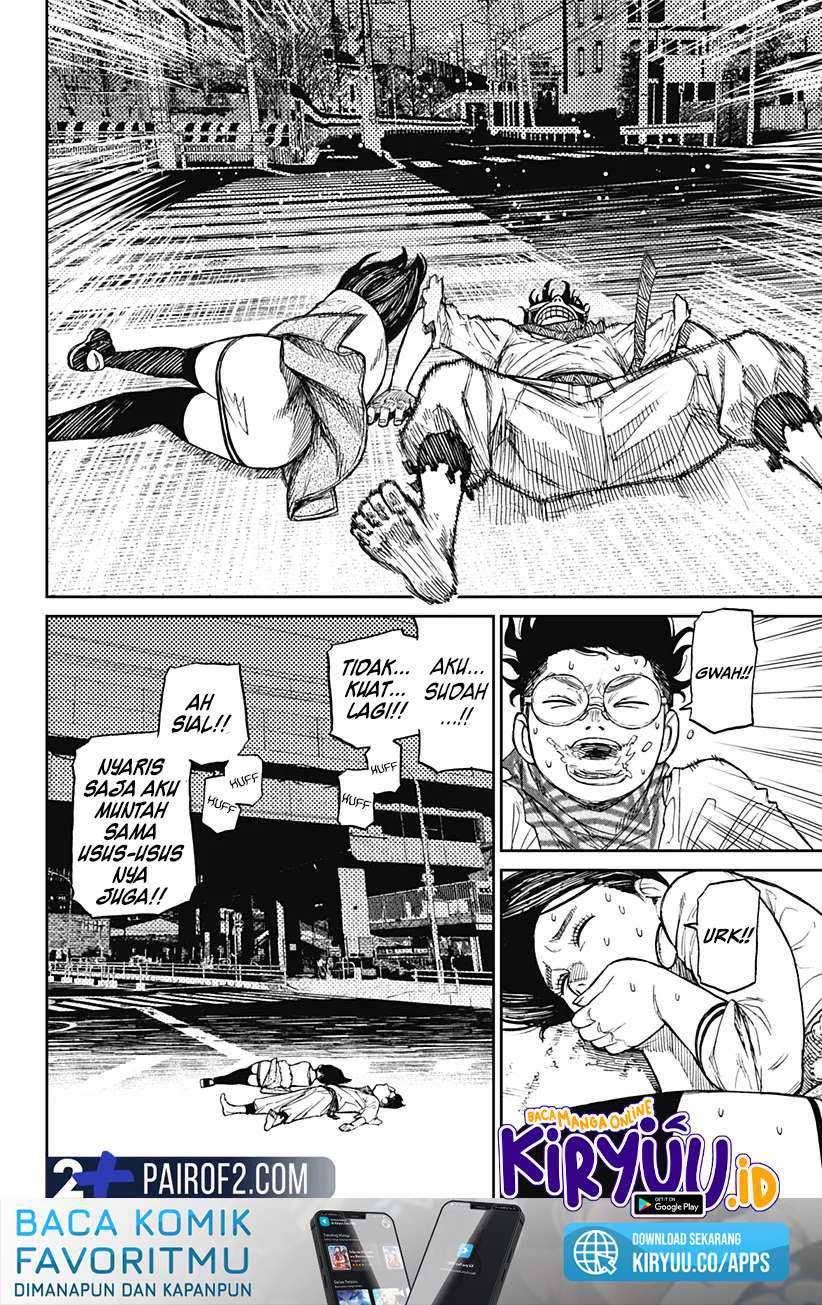 GWAH!!
URK!!
AKU...
SUDAH
...!!
TIDAK...
KUAT...
LAGI!!
HUFF
HUFF
AH
SIAL!!
HUFF
HUFF
NYARIS
SAJA AKU
MUNTAH
SAMA
USUS-USUS
NYA
JUGA!!
BACA MANGA ONLINE
KIRYUU.ID
GET IT ON
Google Play
2+ PAIROF2.COM
BACA KOMIK
FAVORITMU
DIMANAPUN DAN KAPANPUN
DOWNLOAD SEKARANG
KIRYUU.CO/APPS